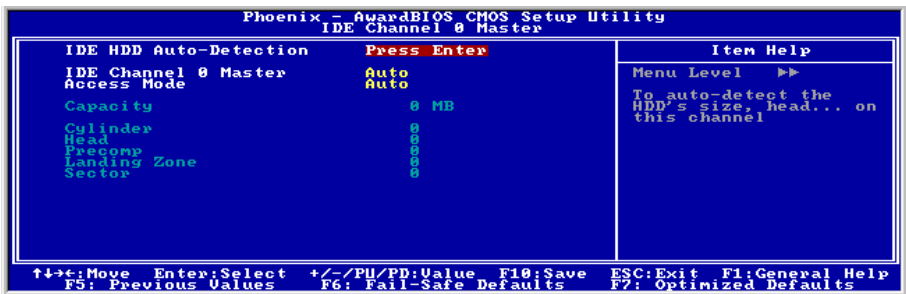 Phoenix - AwardBIOS CMOS Setup Utility
IDE Channel 0 Master
IDE HDD Auto-Detection Press Enter
Item Help
IDE Channel 0 Master Auto
Access Mode Auto
Capacity 0 MB
Cylinder 0
Head 0
Precomp 0
Landing Zone 0
Sector 0
Menu Level ►►
To auto-detect the
HDD's size, head... on
this channel
↑↓→←:Move Enter:Select +/-/PU/PD:Value F10:Save ESC:Exit F1:General Help
F5: Previous Values F6: Fail-Safe Defaults F7: Optimized Defaults